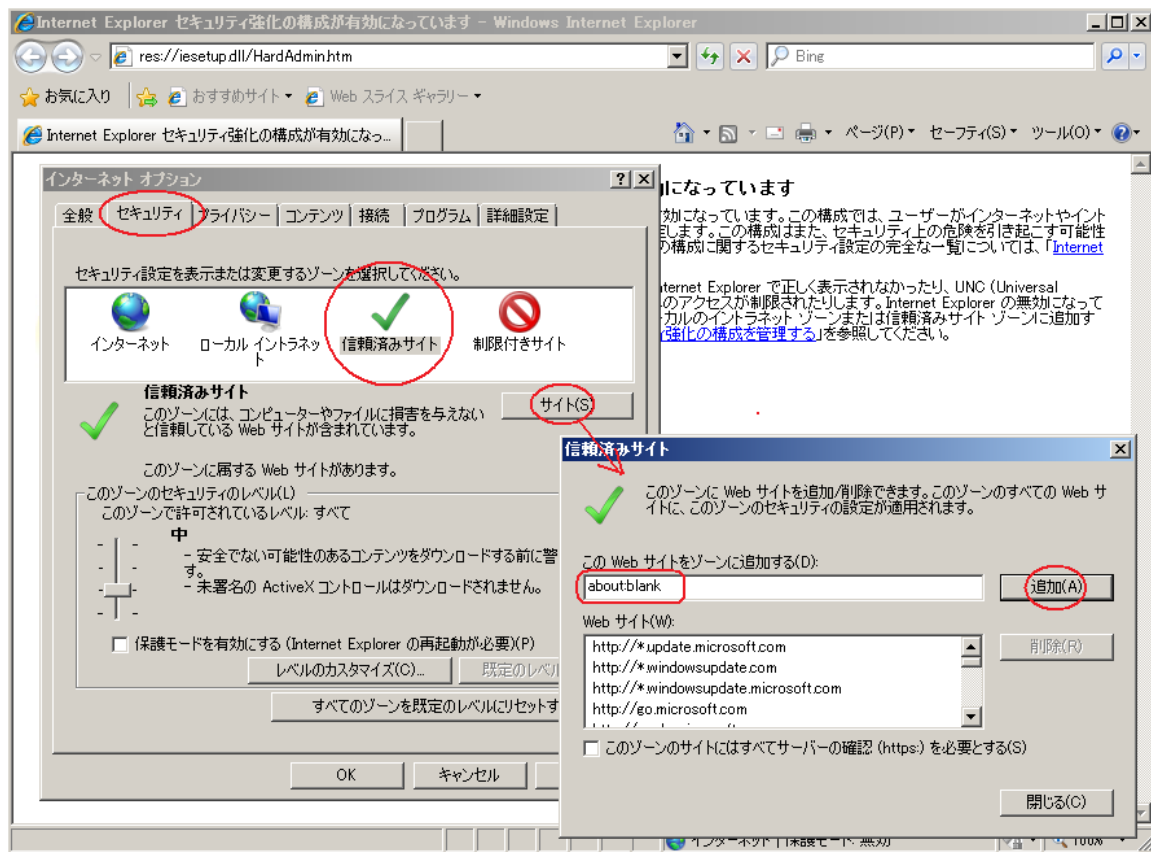 Internet Explorer セキュリティ強化の構成が有効になっています - Windows Internet Explorer
res://iesetup.dll/HardAdmin.htm
Bing
お気に入り
おすすめサイト
Web スライス ギャラリー
Internet Explorer セキュリティ強化の構成が有効になっ...
ページ(P)
セーフティ(S)
ツール(O)
になっています
効になっています。この構成では、ユーザーがインターネットやイント
します。この構成はまた、セキュリティ上の危険を引き起こす可能性
の構成に関するセキュリティ設定の完全な一覧については、「Internet
ternet Explorer で正しく表示されなかったり、UNC (Universal
のアクセスが制限されたりします。Internet Explorer の無効になって
カルのイントラネット ゾーンまたは信頼済みサイト ゾーンに追加す
強化の構成を管理する」を参照してください。
インターネット オプション
全般
セキュリティ
プライバシー
コンテンツ
接続
プログラム
詳細設定
セキュリティ設定を表示または変更するゾーンを選択してください。
インターネット
ローカル イントラネッ
ト
信頼済みサイト
制限付きサイト
信頼済みサイト
このゾーンには、コンピューターやファイルに損害を与えない
と信頼している Web サイトが含まれています。
サイト(S)
このゾーンに属する Web サイトがあります。
このゾーンのセキュリティのレベル(L)
このゾーンで許可されているレベル: すべて
中
- 安全でない可能性のあるコンテンツをダウンロードする前に警
す。
- 未署名の ActiveX コントロールはダウンロードされません。
保護モードを有効にする (Internet Explorer の再起動が必要)(P)
レベルのカスタマイズ(C)...
既定のレベル
すべてのゾーンを既定のレベルにリセットす
OK
キャンセル
信頼済みサイト
このゾーンに Web サイトを追加/削除できます。このゾーンのすべての Web サ
イトに、このゾーンのセキュリティの設定が適用されます。
この Web サイトをゾーンに追加する(D):
about:blank
追加(A)
Web サイト(W):
http://*.update.microsoft.com
http://*.windowsupdate.com
http://*.windowsupdate.microsoft.com
http://go.microsoft.com
削除(R)
このゾーンのサイトにはすべてサーバーの確認 (https:) を必要とする(S)
閉じる(C)
インターネット | 保護モード: 無効
100%